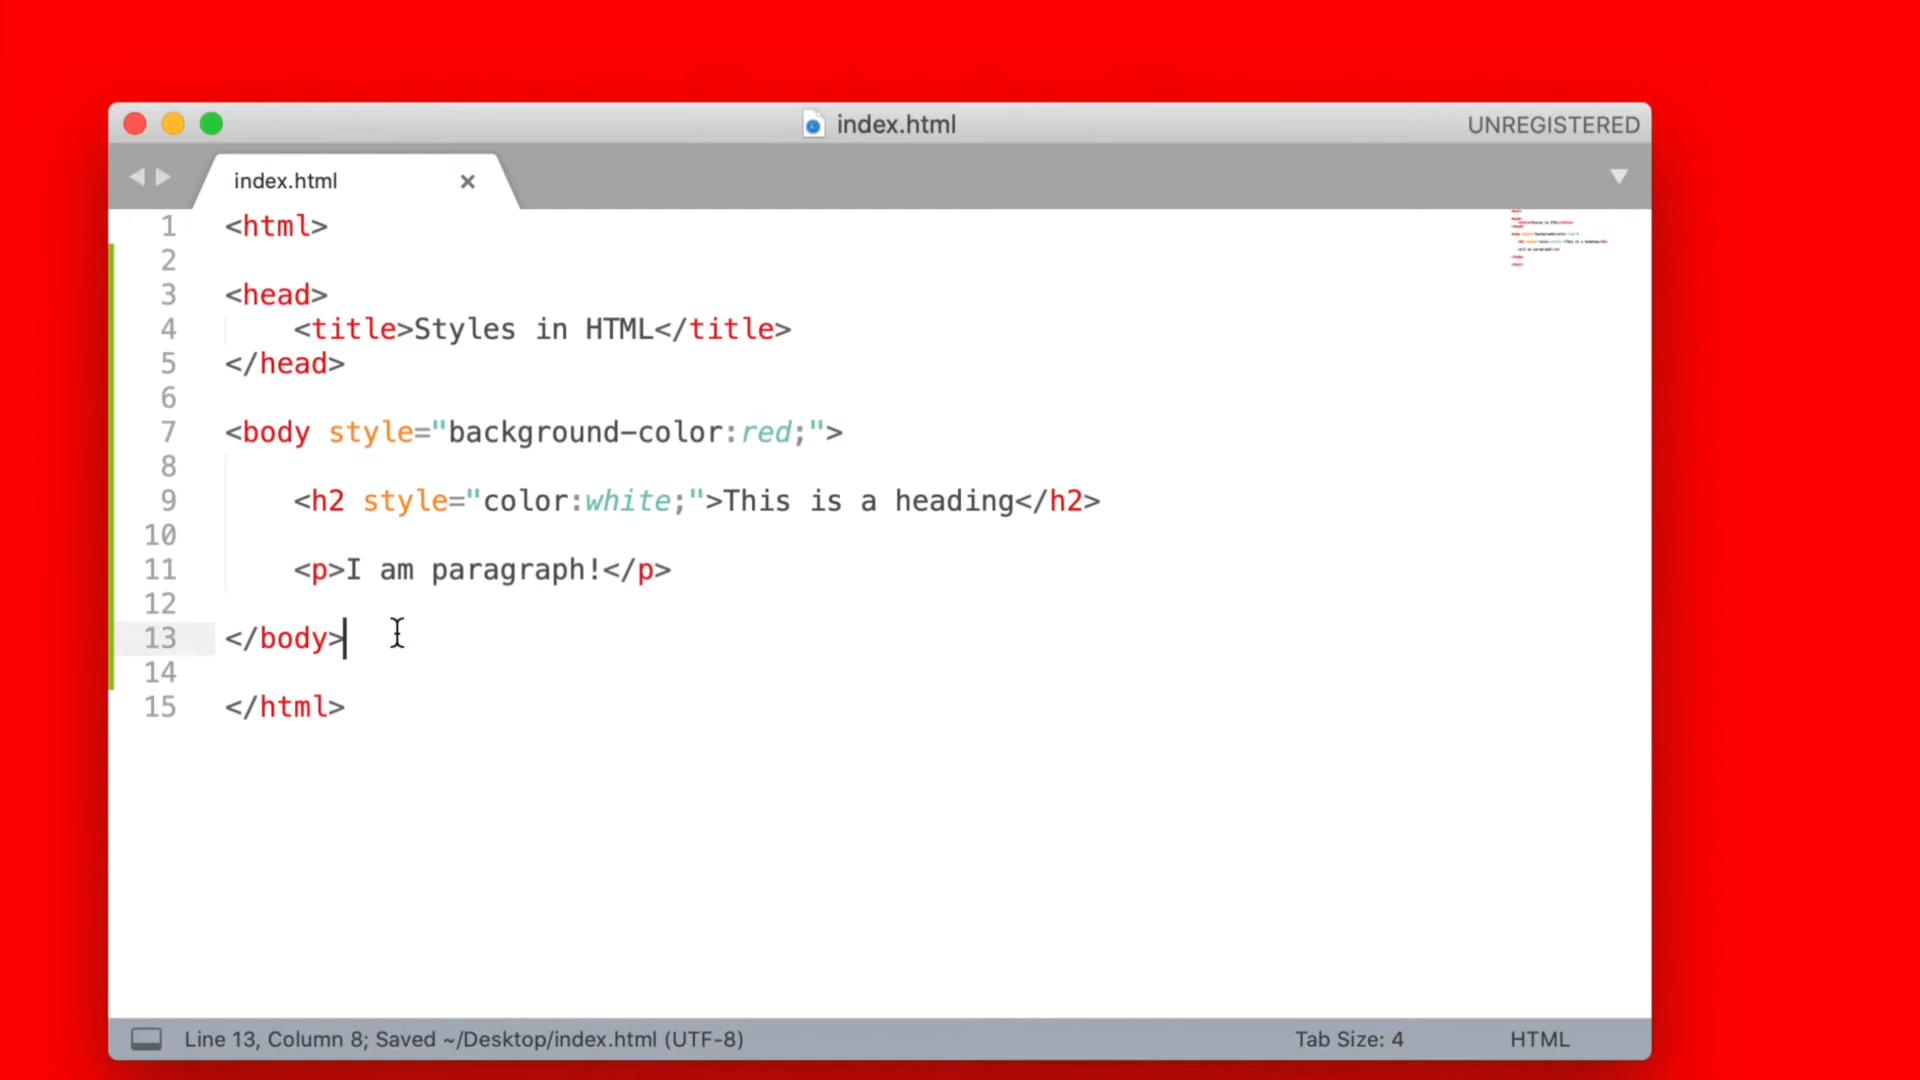 index.html
UNREGISTERED
index.html
1 <html>
2
3 <head>
4 <title>Styles in HTML</title>
5 </head>
6
7 <body style="background-color:red;">
8
9 <h2 style="color:white;">This is a heading</h2>
10
11 <p>I am paragraph!</p>
12
13 </body>
14
15 </html>
Line 13, Column 8; Saved ~/Desktop/index.html (UTF-8)
Tab Size: 4
HTML